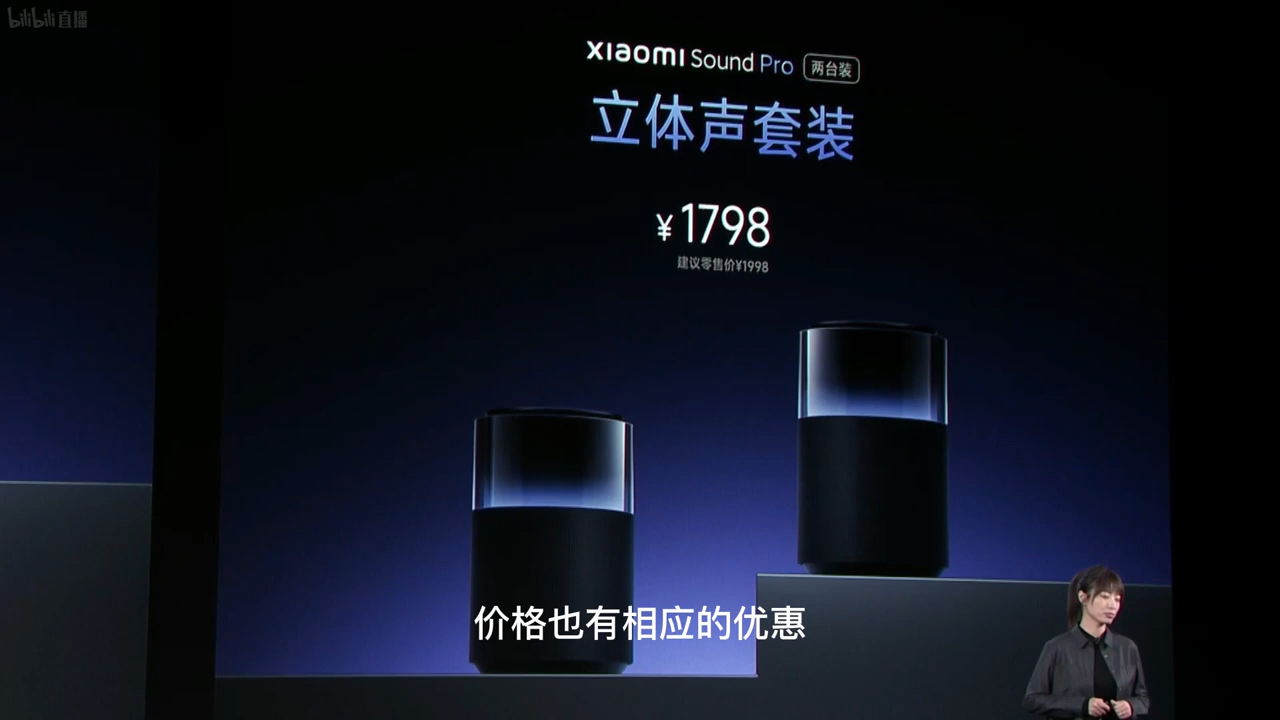 bilibili直播
xiaomi Sound Pro 两台装
立体声套装
¥1798
建议零售价¥1998
价格也有相应的优惠